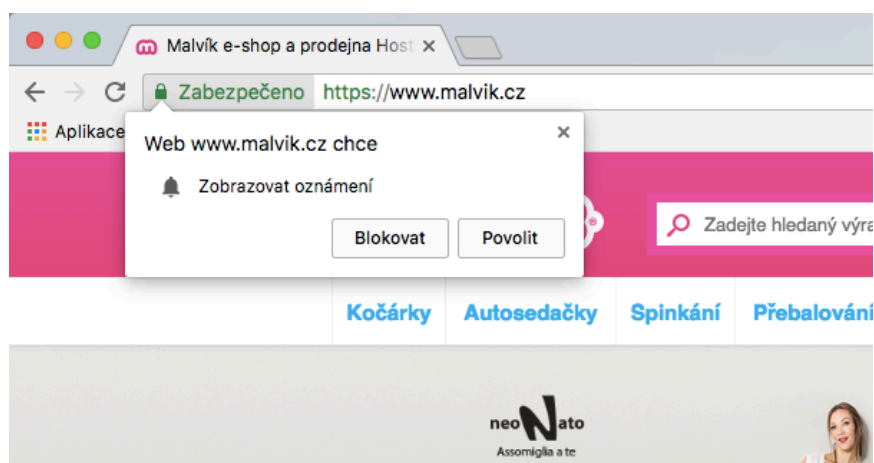 Malvík e-shop a prodejna Host
Zabezpečeno https://www.malvik.cz
Aplikace
Web www.malvik.cz chce
Zobrazovat oznámení
Blokovat Povolit
Zadejte hledaný výra
Kočárky Autosedačky Spinkání Přebalování
neoNato
Assomiglia a te